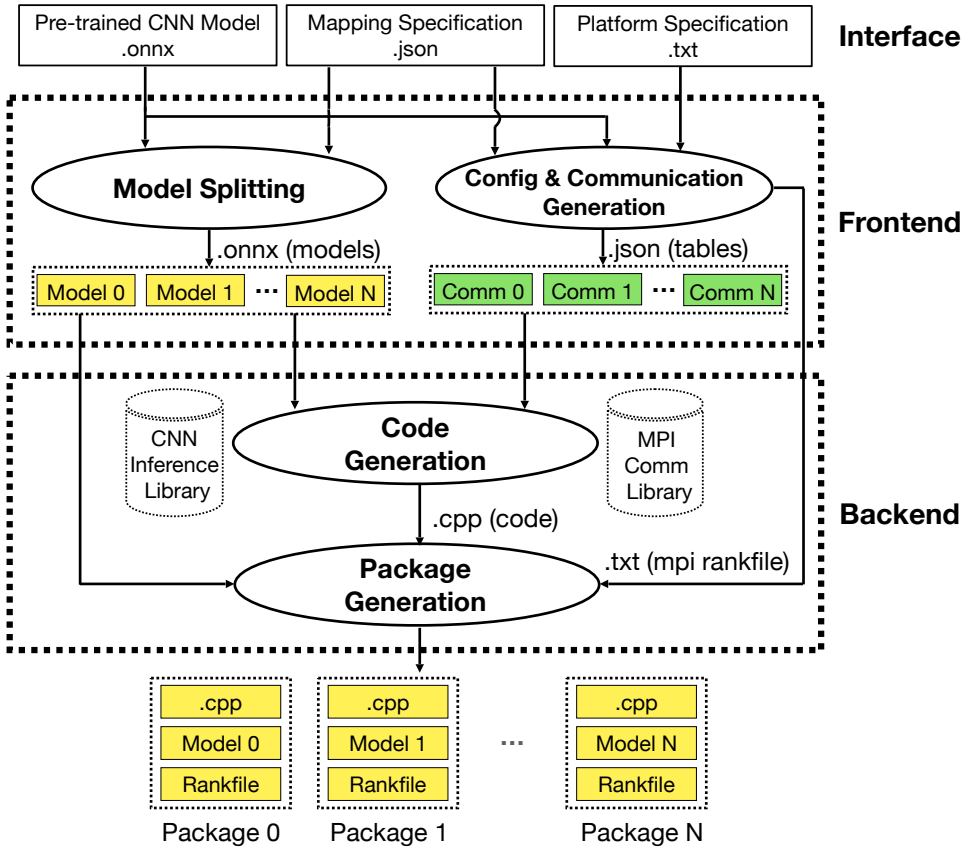 Pre-trained CNN Model
.onnx
Mapping Specification
.json
Platform Specification
.txt
Interface
Model Splitting
Config & Communication
Generation
Frontend
.onnx (models)
.json (tables)
Model 0
Model 1
...
Model N
Comm 0
Comm 1
...
Comm N
CNN
Inference
Library
Code
Generation
MPI
Comm
Library
Backend
.cpp (code)
.txt (mpi rankfile)
Package
Generation
.cpp
Model 0
Rankfile
Package 0
.cpp
Model 1
Rankfile
Package 1
...
.cpp
Model N
Rankfile
Package N